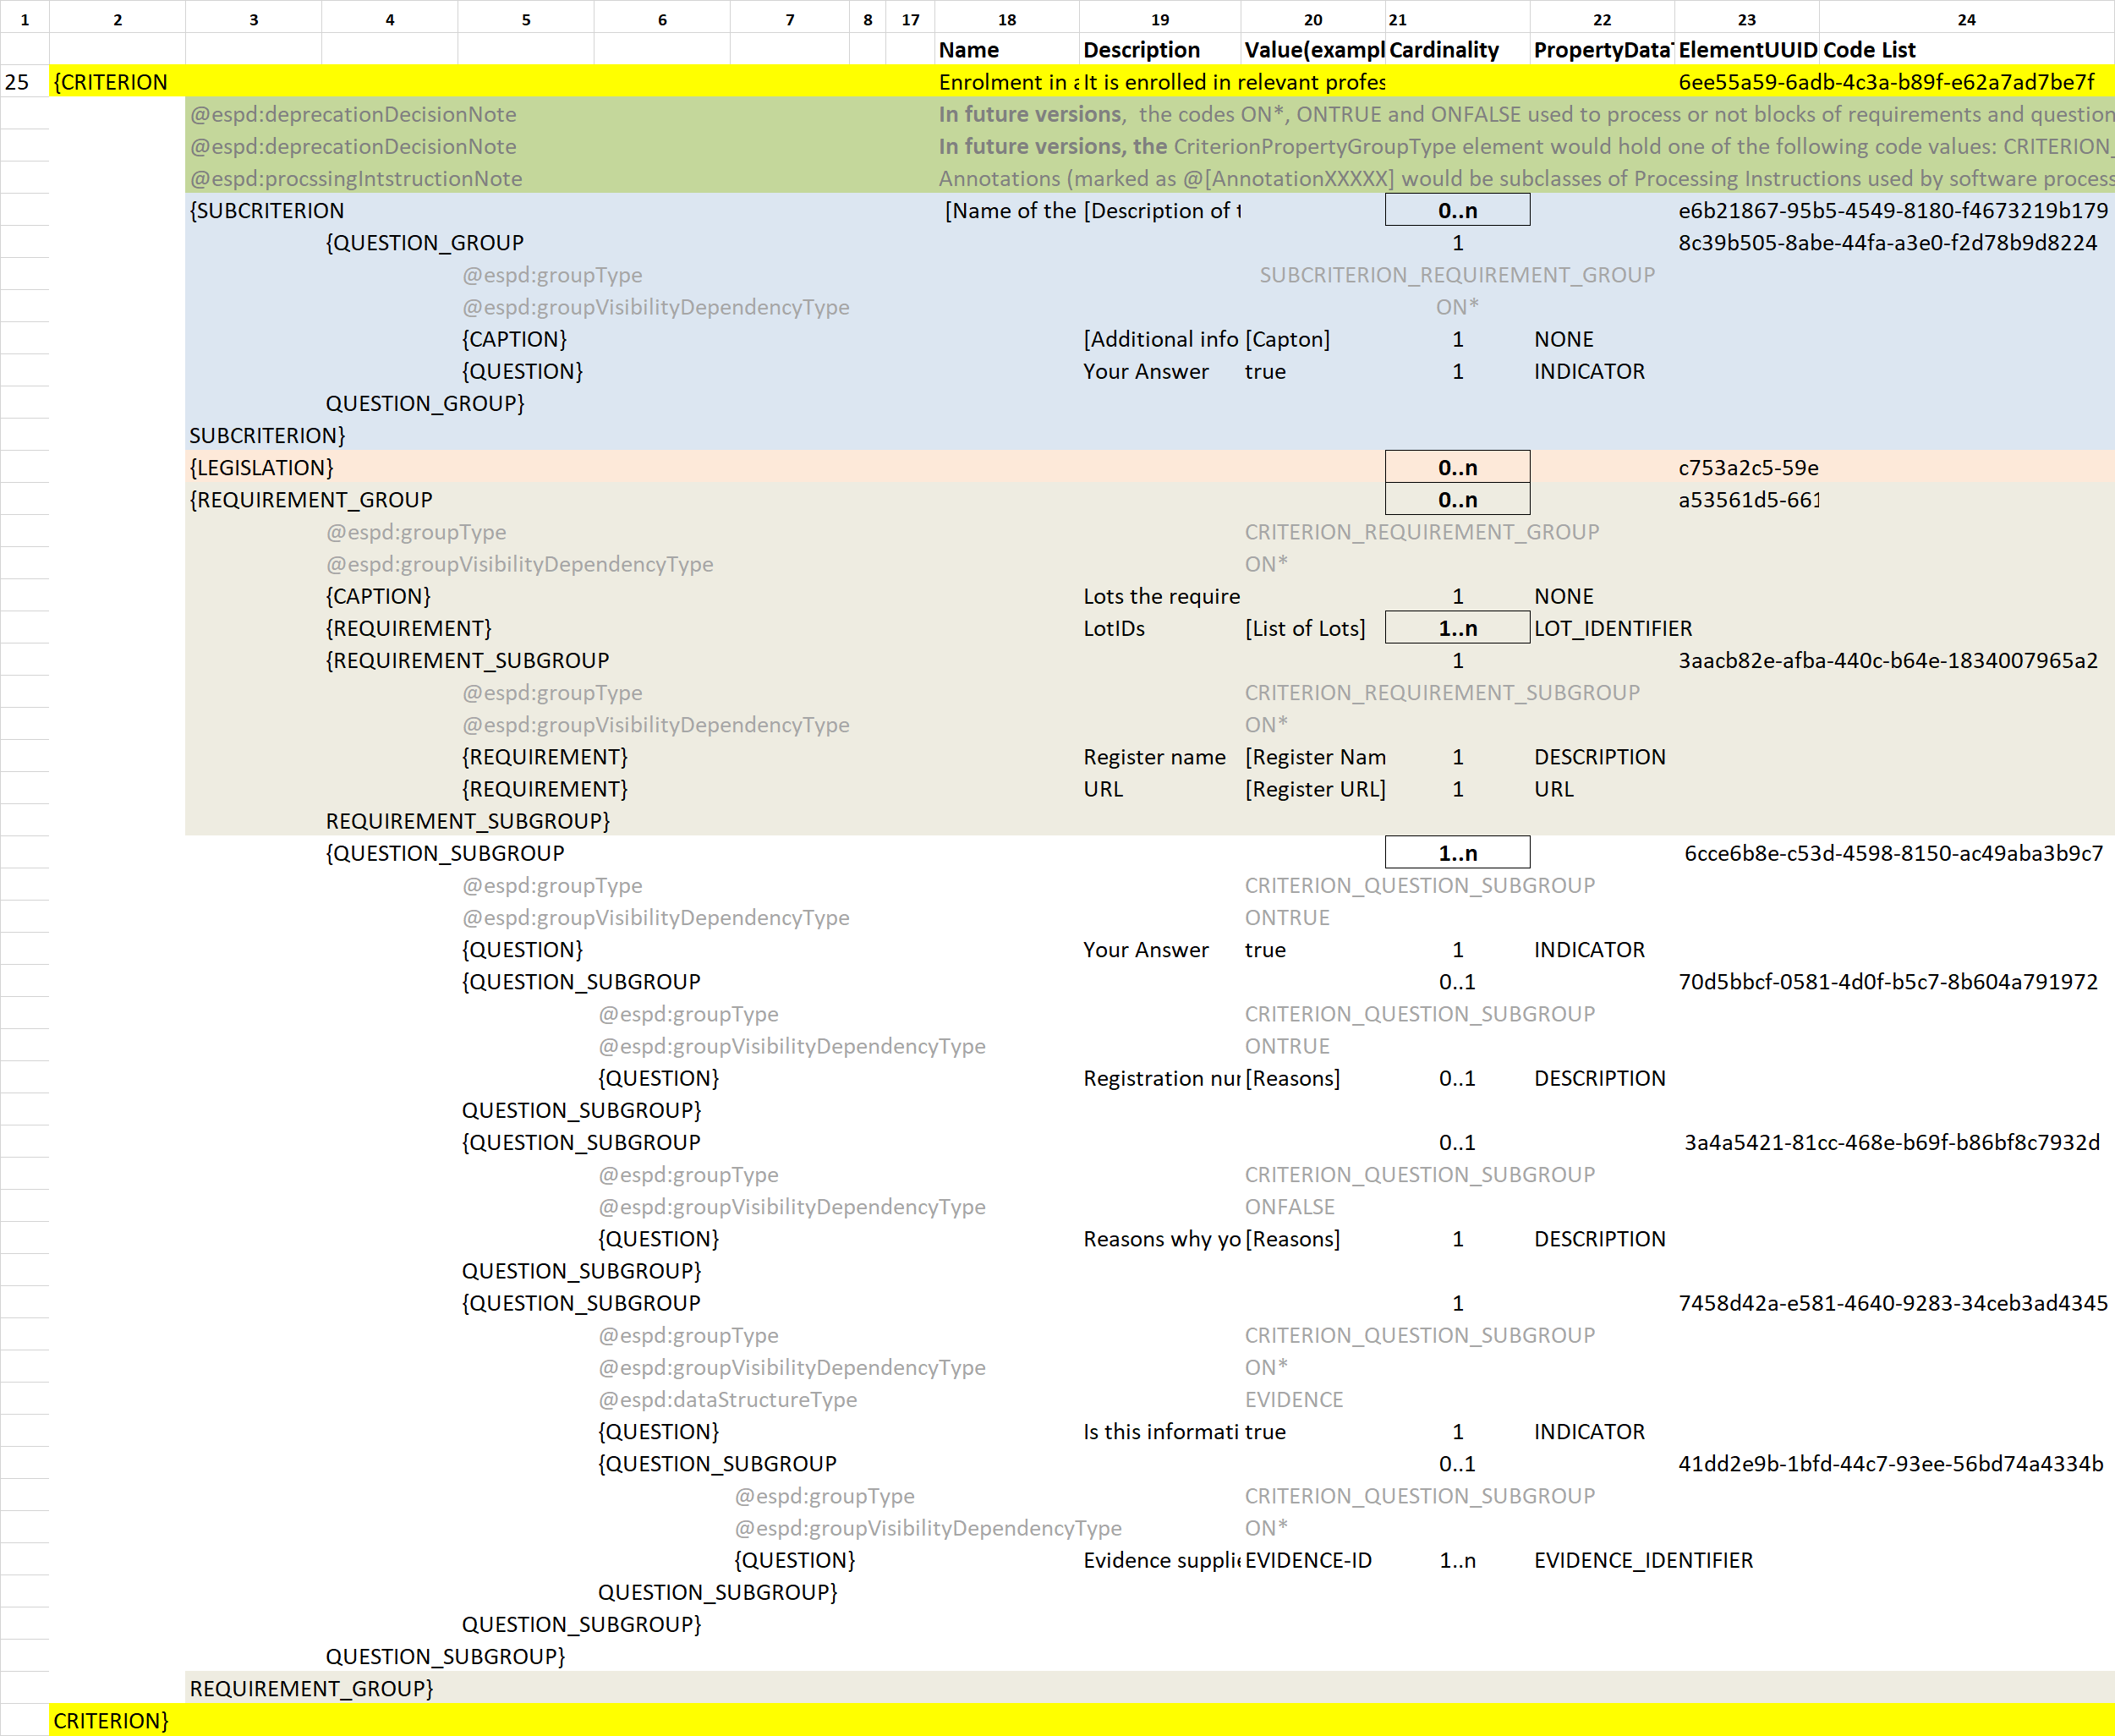 1 2 3 4 5 6 7 8 17 18 19 20 21 22 23 24
Name Description Value(exampl Cardinality PropertyDataT ElementUUID Code List
25 {CRITERION Enrolment in a It is enrolled in relevant profes 6ee55a59-6adb-4c3a-b89f-e62a7ad7be7f
@espd:deprecationDecisionNote In future versions, the codes ON*, ONTRUE and ONFALSE used to process or not blocks of requirements and question
@espd:deprecationDecisionNote In future versions, the CriterionPropertyGroupType element would hold one of the following code values: CRITERION_
@espd:procssingIntstructionNote Annotations (marked as @[AnnotationXXXXX] would be subclasses of Processing Instructions used by software process
{SUBCRITERION [Name of the [Description of t 0..n e6b21867-95b5-4549-8180-f4673219b179
{QUESTION_GROUP 1 8c39b505-8abe-44fa-a3e0-f2d78b9d8224
@espd:groupType SUBCRITERION_REQUIREMENT_GROUP
@espd:groupVisibilityDependencyType ON*
{CAPTION} [Additional info [Capton] 1 NONE
{QUESTION} Your Answer true 1 INDICATOR
QUESTION_GROUP}
SUBCRITERION}
{LEGISLATION} 0..n c753a2c5-59e
{REQUIREMENT_GROUP 0..n a53561d5-661
@espd:groupType CRITERION_REQUIREMENT_GROUP
@espd:groupVisibilityDependencyType ON*
{CAPTION} Lots the require 1 NONE
{REQUIREMENT} LotIDs [List of Lots] 1..n LOT_IDENTIFIER
{REQUIREMENT_SUBGROUP 1 3aacb82e-afba-440c-b64e-1834007965a2
@espd:groupType CRITERION_REQUIREMENT_SUBGROUP
@espd:groupVisibilityDependencyType ON*
{REQUIREMENT} Register name [Register Nam 1 DESCRIPTION
{REQUIREMENT} URL [Register URL] 1 URL
REQUIREMENT_SUBGROUP}
{QUESTION_SUBGROUP 1..n 6cce6b8e-c53d-4598-8150-ac49aba3b9c7
@espd:groupType CRITERION_QUESTION_SUBGROUP
@espd:groupVisibilityDependencyType ONTRUE
{QUESTION} Your Answer true 1 INDICATOR
{QUESTION_SUBGROUP 0..1 70d5bbcf-0581-4d0f-b5c7-8b604a791972
@espd:groupType CRITERION_QUESTION_SUBGROUP
@espd:groupVisibilityDependencyType ONTRUE
{QUESTION} Registration nur [Reasons] 0..1 DESCRIPTION
QUESTION_SUBGROUP}
{QUESTION_SUBGROUP 0..1 3a4a5421-81cc-468e-b69f-b86bf8c7932d
@espd:groupType CRITERION_QUESTION_SUBGROUP
@espd:groupVisibilityDependencyType ONFALSE
{QUESTION} Reasons why yo [Reasons] 1 DESCRIPTION
QUESTION_SUBGROUP}
{QUESTION_SUBGROUP 1 7458d42a-e581-4640-9283-34ceb3ad4345
@espd:groupType CRITERION_QUESTION_SUBGROUP
@espd:groupVisibilityDependencyType ON*
@espd:dataStructureType EVIDENCE
{QUESTION} Is this informati true 1 INDICATOR
{QUESTION_SUBGROUP 0..1 41dd2e9b-1bfd-44c7-93ee-56bd74a4334b
@espd:groupType CRITERION_QUESTION_SUBGROUP
@espd:groupVisibilityDependencyType ON*
{QUESTION} Evidence supplie EVIDENCE-ID 1..n EVIDENCE_IDENTIFIER
QUESTION_SUBGROUP}
QUESTION_SUBGROUP}
QUESTION_SUBGROUP}
REQUIREMENT_GROUP}
CRITERION}